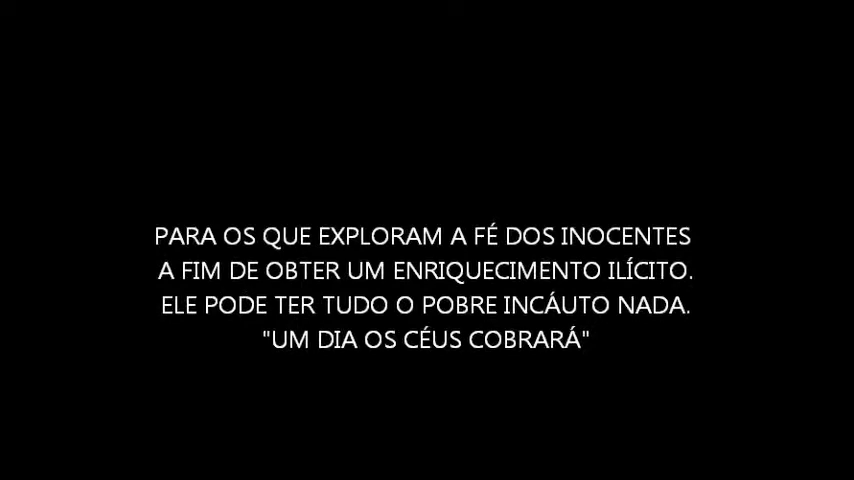 PARA OS QUE EXPLORAM A FÉ DOS INOCENTES
A FIM DE OBTER UM ENRIQUECIMENTO ILÍCITO.
ELE PODE TER TUDO O POBRE INCÁUTO NADA.
"UM DIA OS CÉUS COBRARÁ"